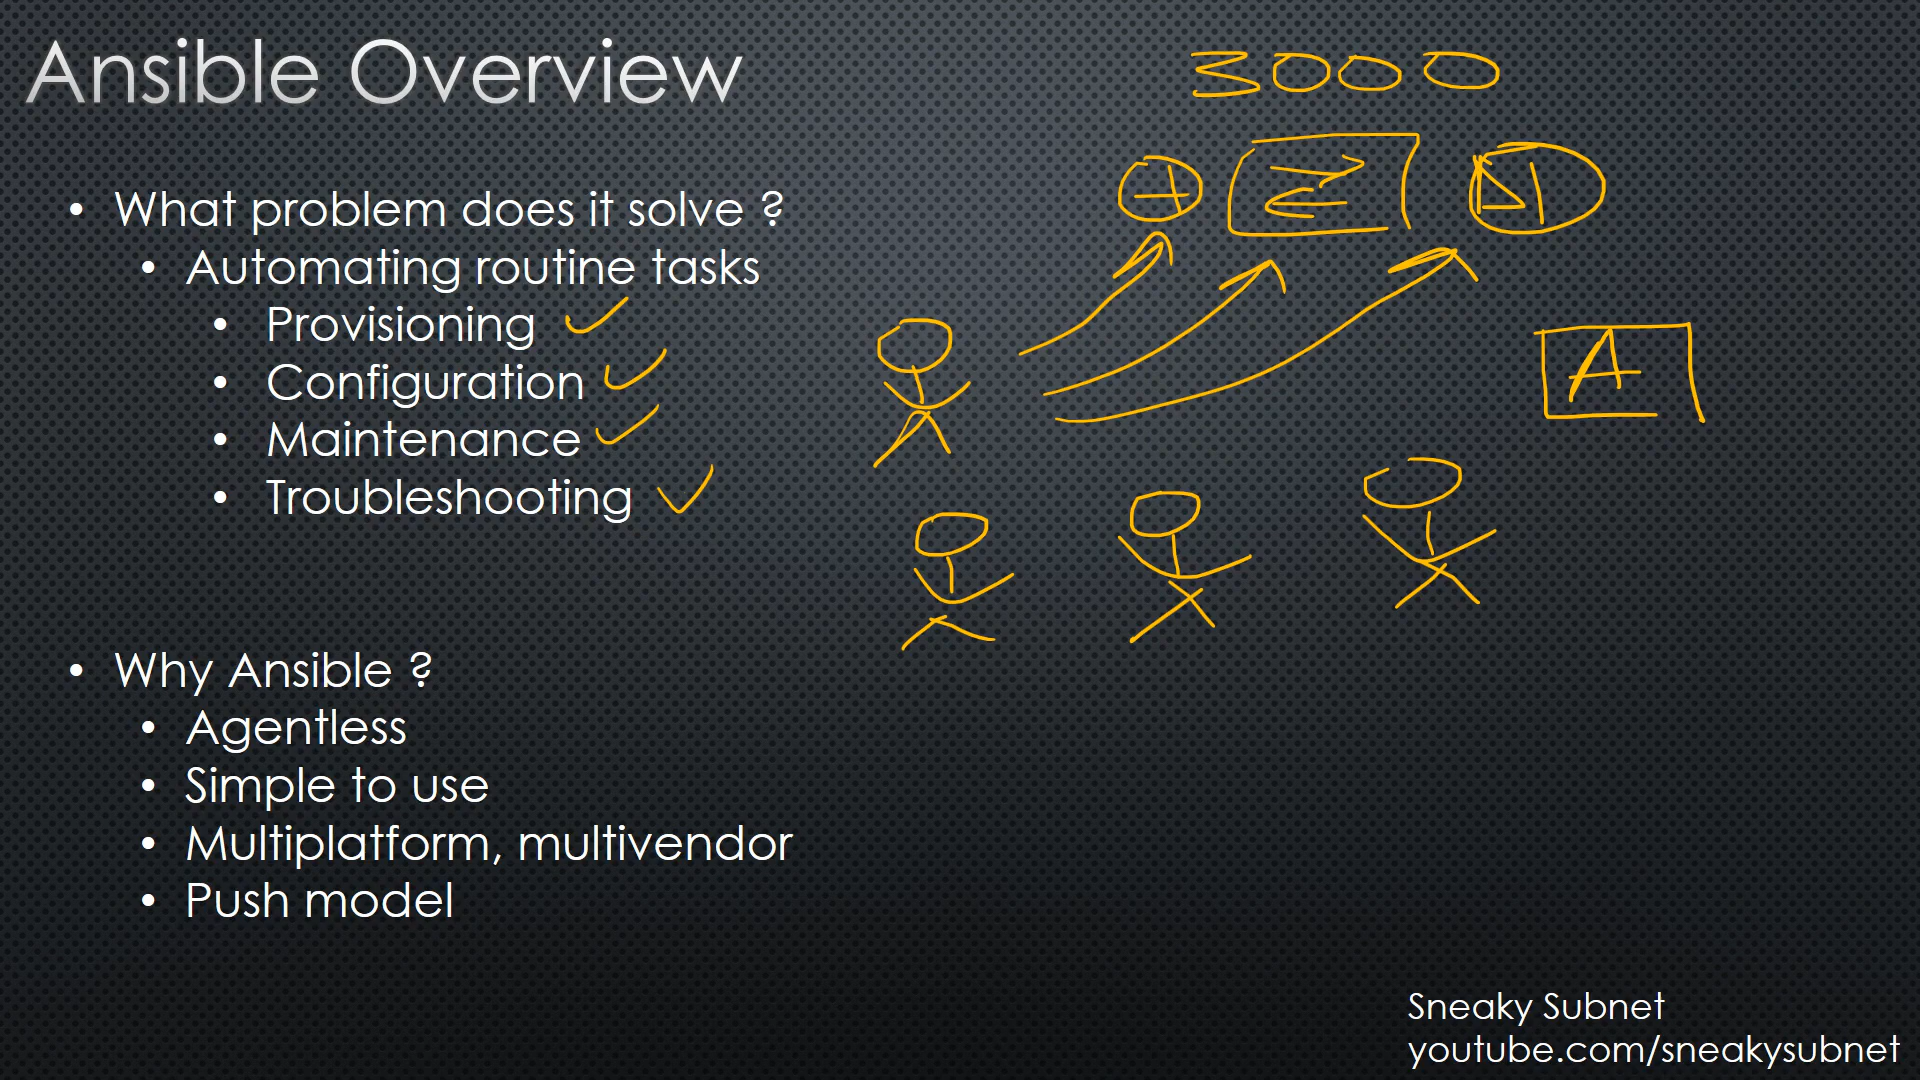 Ansible Overview
3000
• What problem does it solve ?
• Automating routine tasks
• Provisioning
• Configuration
• Maintenance
• Troubleshooting
A
• Why Ansible ?
• Agentless
• Simple to use
• Multiplatform, multivendor
• Push model
Sneaky Subnet
youtube.com/sneakysubnet